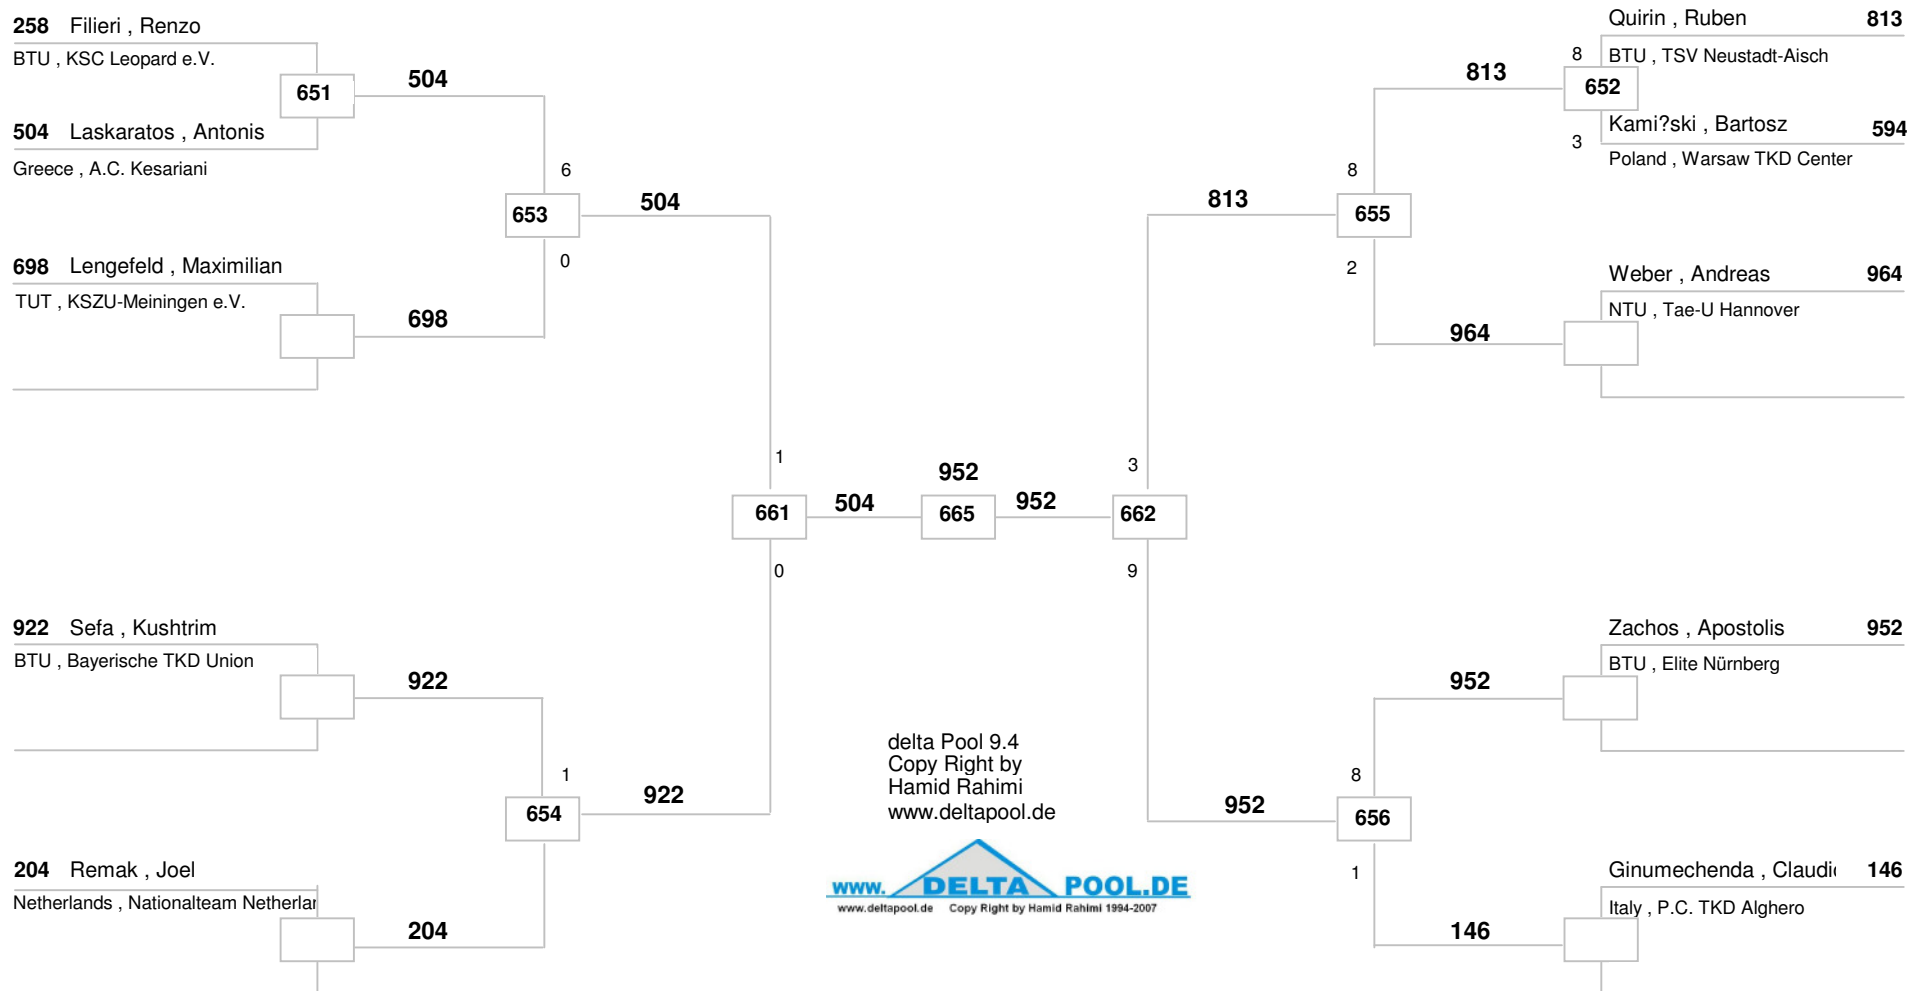 258 Filieri , Renzo
BTU , KSC Leopard e.V.
651
504
504 Laskaratos , Antonis
Greece , A.C. Kesariani
6
653
504
0
698 Lengefeld , Maximilian
TUT , KSZU-Meiningen e.V.
698
1
661
504
0
922 Sefa , Kushtrim
BTU , Bayerische TKD Union
922
1
654
922
204 Remak , Joel
Netherlands , Nationalteam Netherlar
204
952
665
952
Quirin , Ruben 813
8
BTU , TSV Neustadt-Aisch
813
652
Kami?ski , Bartosz 594
3
Poland , Warsaw TKD Center
8
813
655
2
Weber , Andreas 964
NTU , Tae-U Hannover
964
3
662
9
Zachos , Apostolis 952
BTU , Elite Nürnberg
952
8
952
656
1
Ginumechenda , Claudi 146
Italy , P.C. TKD Alghero
146
delta Pool 9.4
Copy Right by
Hamid Rahimi
www.deltapool.de
www. DELTA POOL.DE
www.deltapool.de Copy Right by Hamid Rahimi 1994-2007